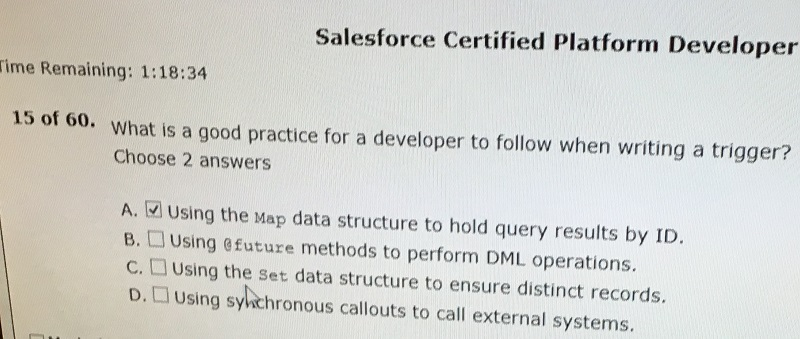 Salesforce Certified Platform Developer
Time Remaining: 1:18:34
15 of 60. What is a good practice for a developer to follow when writing a trigger?
Choose 2 answers
A. Using the Map data structure to hold query results by ID.
B. Using @future methods to perform DML operations.
C. Using the Set data structure to ensure distinct records.
D. Using synchronous callouts to call external systems.